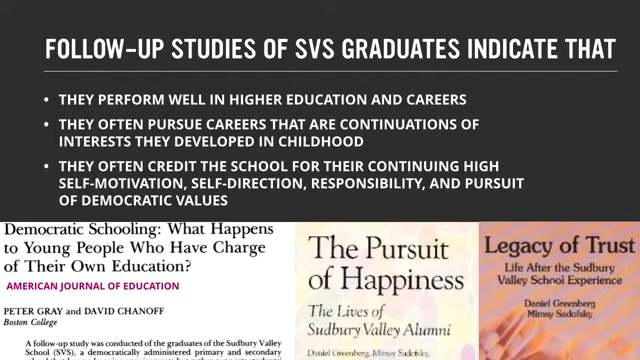 FOLLOW-UP STUDIES OF SVS GRADUATES INDICATE THAT
• THEY PERFORM WELL IN HIGHER EDUCATION AND CAREERS
• THEY OFTEN PURSUE CAREERS THAT ARE CONTINUATIONS OF
INTERESTS THEY DEVELOPED IN CHILDHOOD
• THEY OFTEN CREDIT THE SCHOOL FOR THEIR CONTINUING HIGH
SELF-MOTIVATION, SELF-DIRECTION, RESPONSIBILITY, AND PURSUIT
OF DEMOCRATIC VALUES
Democratic Schooling: What Happens
to Young People Who Have Charge
of Their Own Education?
AMERICAN JOURNAL OF EDUCATION
PETER GRAY and DAVID CHANOFF
Boston College
A follow-up study was conducted of the graduates of the Sudbury Valley
School (SVS), a democratically administered primary and secondary
The Pursuit
of Happiness
The Lives of
Sudbury Valley Alumni
Daniel Greenberg, Mimsy Sadofsky,
Legacy of Trust
Life After the Sudbury
Valley School Experience
Daniel Greenberg
Mimsy Sadofsky